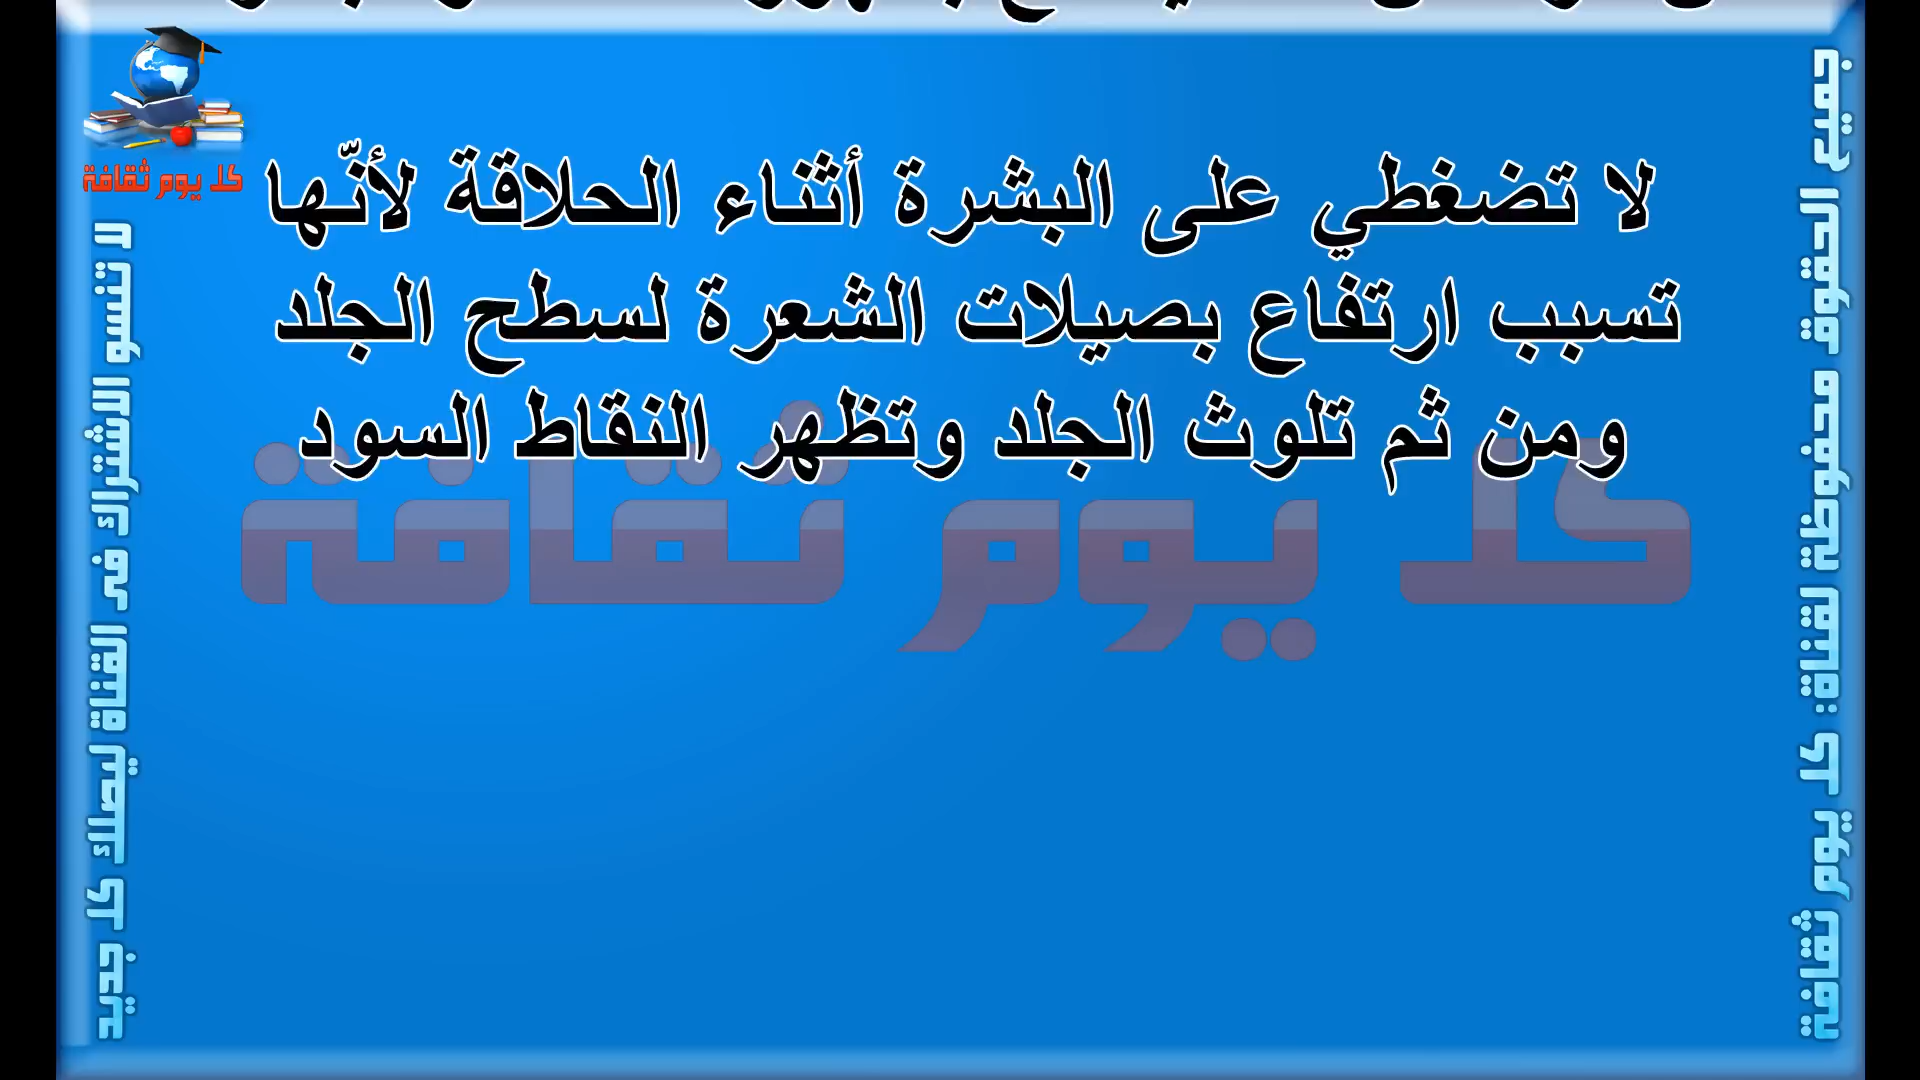 لا تضغطي على البشرة أثناء الحلاقة لأنّها
تسبب ارتفاع بصيلات الشعرة لسطح الجلد
ومن ثم تلوث الجلد وتظهر النقاط السود
كل يوم ثقافة
كل يوم ثقافة
جميع الحقوق محفوظة لقناة: كل يوم ثقافة
لا تنسو الاشتراك فى القناة ليصلك كل جديد